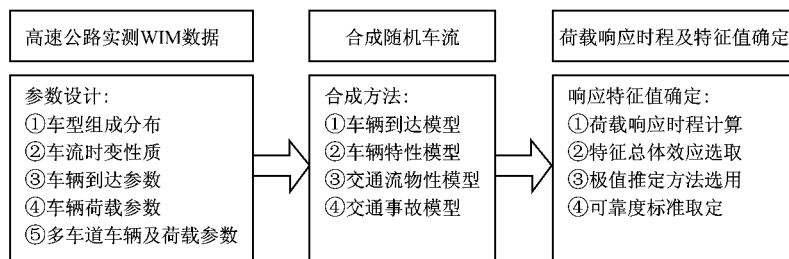 高速公路实测WIM数据
合成随机车流
荷载响应时程及特征值确定
参数设计:
①车型组成分布
②车流时变性质
③车辆到达参数
④车辆荷载参数
⑤多车道车辆及荷载参数
合成方法:
①车辆到达模型
②车辆特性模型
③交通流物性模型
④交通事故模型
响应特征值确定:
①荷载响应时程计算
②特征总体效应选取
③极值推定方法选用
④可靠度标准取定